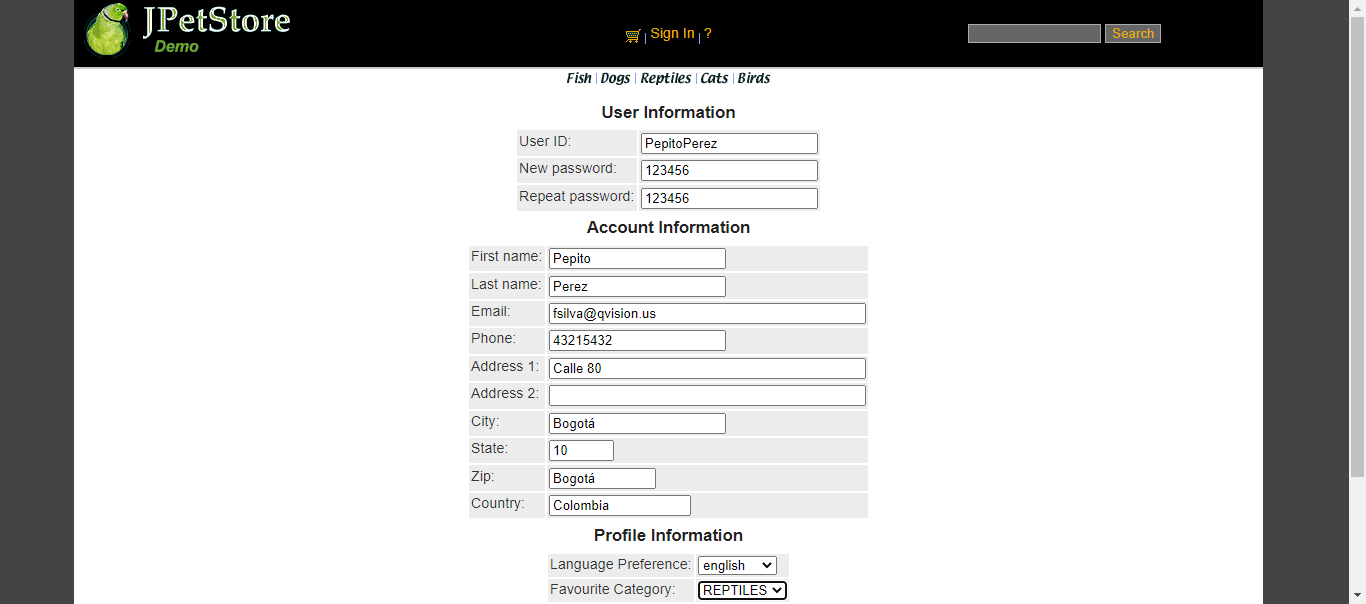 JPetStore
Demo
| Sign In | ?
Search
Fish | Dogs | Reptiles | Cats | Birds
User Information
User ID: PepitoPerez
New password: 123456
Repeat password: 123456
Account Information
First name: Pepito
Last name: Perez
Email: fsilva@qvision.us
Phone: 43215432
Address 1: Calle 80
Address 2:
City: Bogotá
State: 10
Zip: Bogotá
Country: Colombia
Profile Information
Language Preference: english
Favourite Category: REPTILES